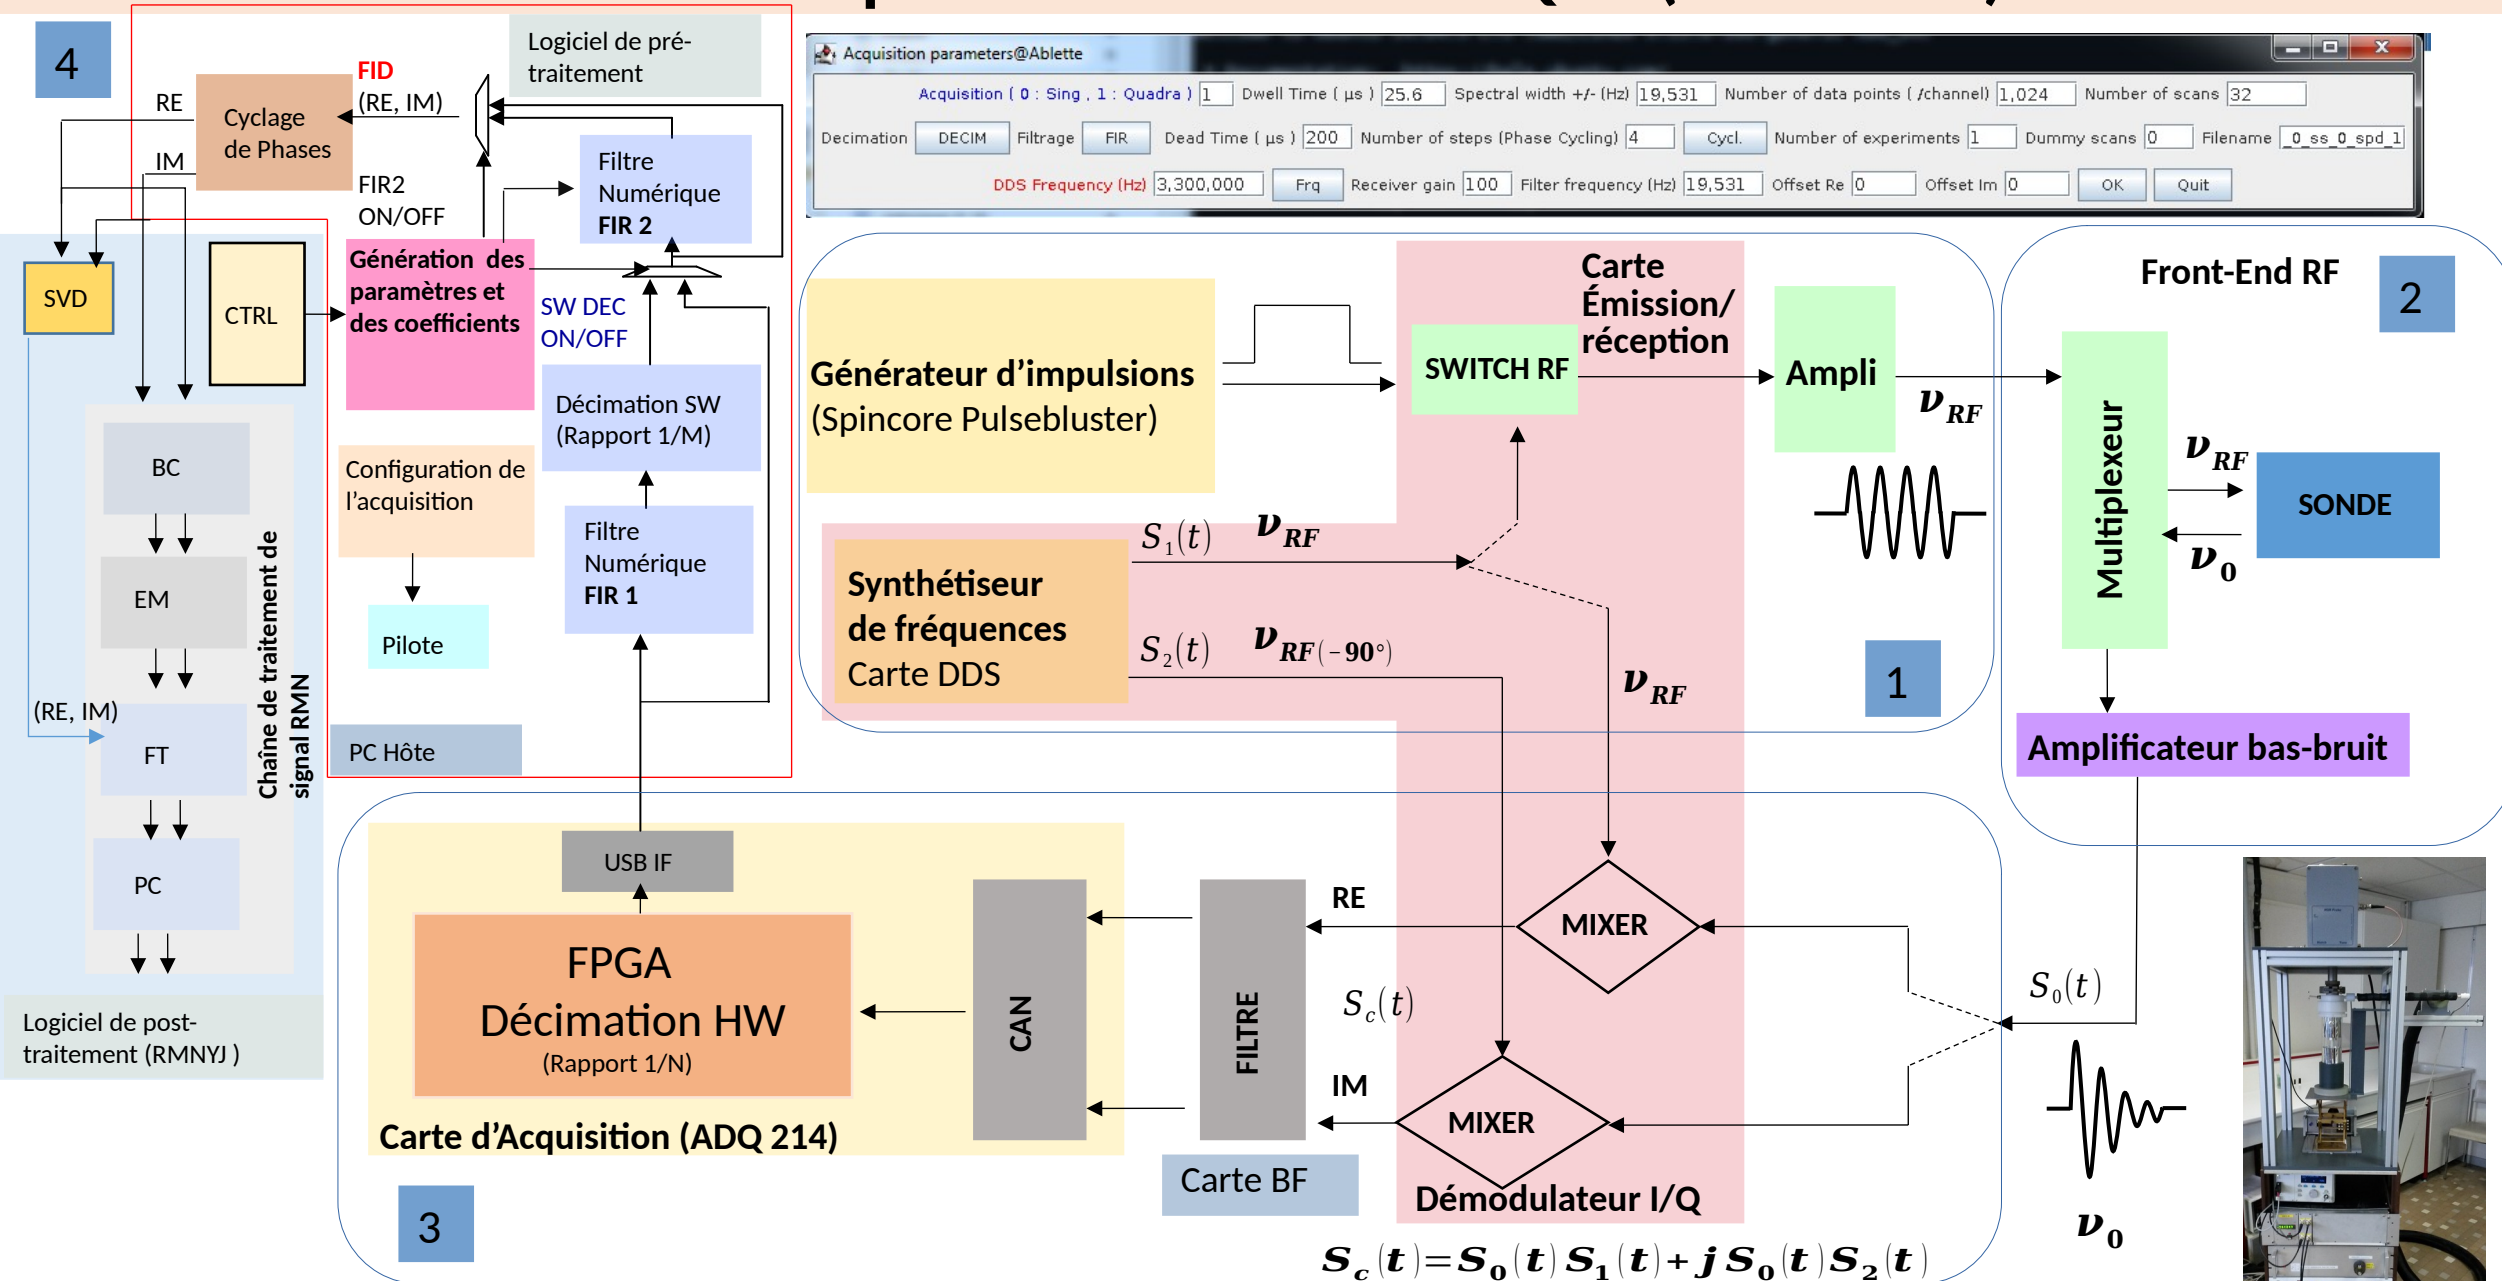 4
Logiciel de pré-
traitement
FID
(RE, IM)
RE
IM
Cyclage
de Phases
FIR2
ON/OFF
Filtre
Numérique
FIR 2
SVD
CTRL
Génération des
paramètres et
des coefficients
SW DEC
ON/OFF
Décimation SW
(Rapport 1/M)
Configuration de
l’acquisition
Filtre
Numérique
FIR 1
Pilote
PC Hôte
BC
EM
(RE, IM)
FT
PC
Chaîne de traitement de
signal RMN
Logiciel de post-
traitement (RMNYJ )
Acquisition parameters@Ablette
Acquisition ( 0 : Sing , 1 : Quadra ) 1 Dwell Time ( µs ) 25.6 Spectral width +/- (Hz) 19,531 Number of data points ( /channel) 1,024 Number of scans 32
Decimation DECIM Filtrage FIR Dead Time ( µs ) 200 Number of steps (Phase Cycling) 4 Cycl. Number of experiments 1 Dummy scans 0 Filename _0_ss_0_spd_1
DDS Frequency (Hz) 3,300,000 Frq Receiver gain 100 Filter frequency (Hz) 19,531 Offset Re 0 Offset Im 0 OK Quit
Générateur d’impulsions
(Spincore Pulsebluster)
Carte
Émission/
réception
SWITCH RF
Ampli
ν_RF
S_1(t) ν_RF
Synthétiseur
de fréquences
Carte DDS
S_2(t) ν_RF(−90°)
ν_RF
1
Front-End RF
2
Multiplexeur
ν_RF
SONDE
ν_0
Amplificateur bas-bruit
USB IF
FPGA
Décimation HW
(Rapport 1/N)
Carte d’Acquisition (ADQ 214)
CAN
FILTRE
RE
S_c(t)
IM
MIXER
MIXER
S_0(t)
Carte BF
Démodulateur I/Q
3
ν_0
S_c(t)=S_0(t)S_1(t)+jS_0(t)S_2(t)